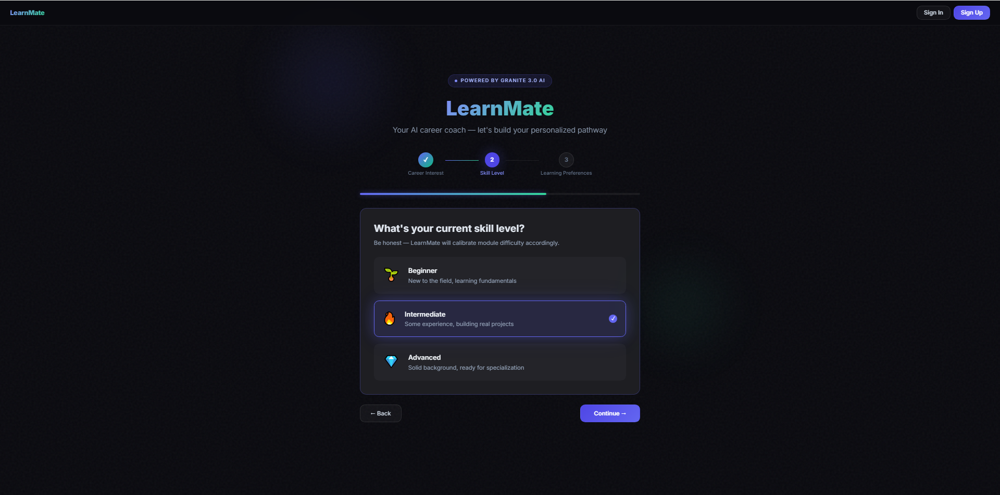 LearnMate
Sign In
Sign Up
POWERED BY GRANITE 3.0 AI
LearnMate
Your AI career coach — let's build your personalized pathway
✓
2
3
Career Interest
Skill Level
Learning Preferences
What's your current skill level?
Be honest — LearnMate will calibrate module difficulty accordingly.
Beginner
New to the field, learning fundamentals
Intermediate
Some experience, building real projects
✓
Advanced
Solid background, ready for specialization
← Back
Continue →